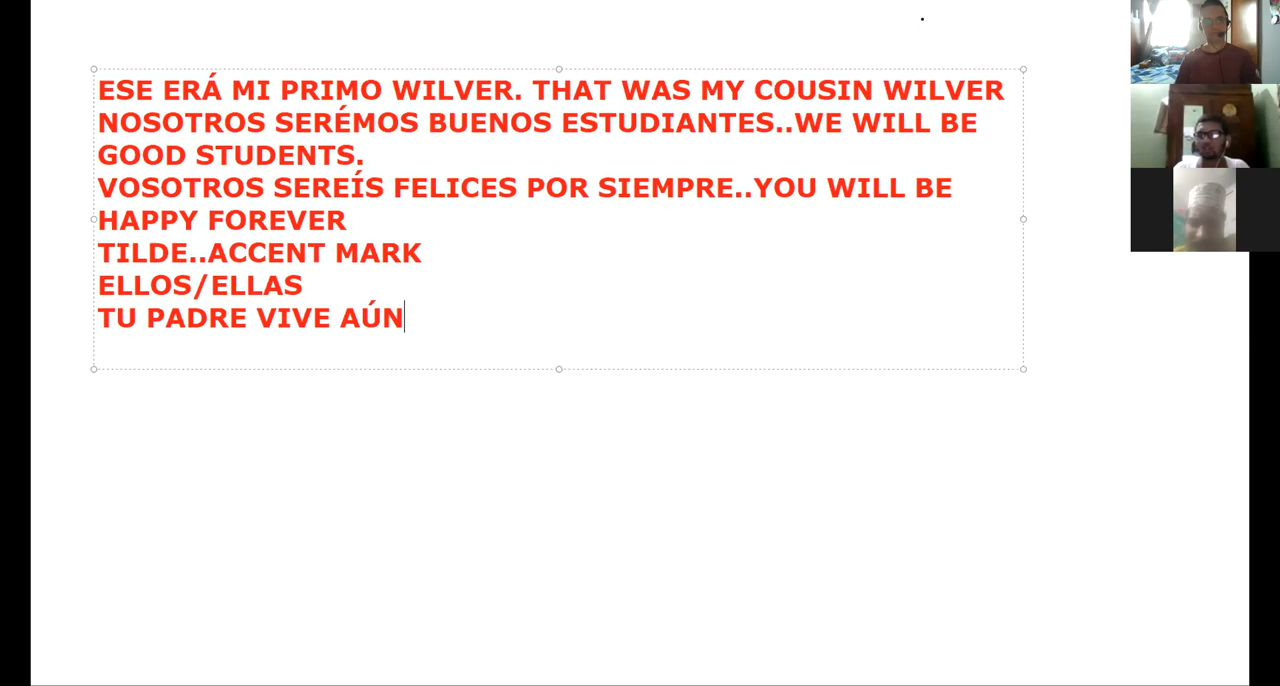 ESE ERÁ MI PRIMO WILVER. THAT WAS MY COUSIN WILVER
NOSOTROS SERÉMOS BUENOS ESTUDIANTES..WE WILL BE
GOOD STUDENTS.
VOSOTROS SEREÍS FELICES POR SIEMPRE..YOU WILL BE
HAPPY FOREVER
TILDE..ACCENT MARK
ELLOS/ELLAS
TU PADRE VIVE AÚN